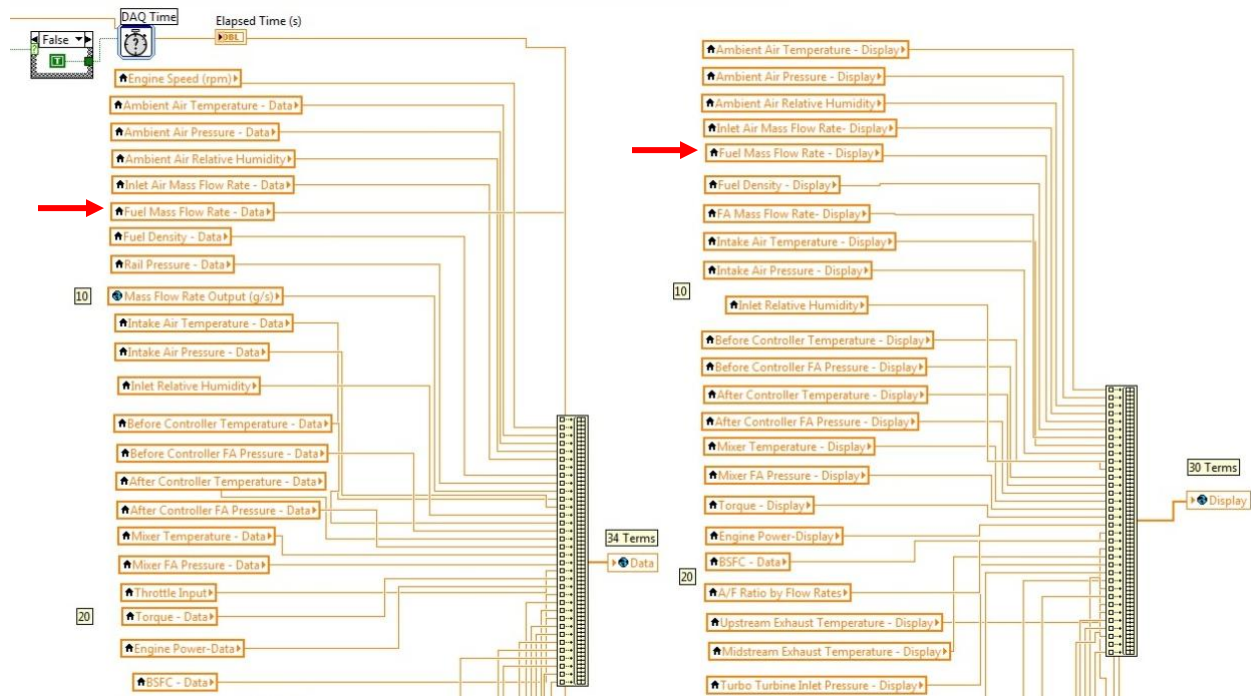 DAQ Time
Elapsed Time (s)
False
?
T
DBL
Engine Speed (rpm)
Ambient Air Temperature - Data
Ambient Air Pressure - Data
Ambient Air Relative Humidity
Inlet Air Mass Flow Rate - Data
Fuel Mass Flow Rate - Data
Fuel Density - Data
Rail Pressure - Data
10
Mass Flow Rate Output (g/s)
Intake Air Temperature - Data
Intake Air Pressure - Data
Inlet Relative Humidity
Before Controller Temperature - Data
Before Controller FA Pressure - Data
After Controller Temperature - Data
After Controller FA Pressure - Data
Mixer Temperature - Data
Mixer FA Pressure - Data
Throttle Input
20
Torque - Data
Engine Power-Data
BSFC - Data
34 Terms
Data
Ambient Air Temperature - Display
Ambient Air Pressure - Display
Ambient Air Relative Humidity
Inlet Air Mass Flow Rate- Display
Fuel Mass Flow Rate - Display
Fuel Density - Display
FA Mass Flow Rate- Display
Intake Air Temperature - Display
Intake Air Pressure - Display
10
Inlet Relative Humidity
Before Controller Temperature - Display
Before Controller FA Pressure - Display
After Controller Temperature - Display
After Controller FA Pressure - Display
Mixer Temperature - Display
Mixer FA Pressure - Display
Torque - Display
Engine Power-Display
BSFC - Data
20
A/F Ratio by Flow Rates
Upstream Exhaust Temperature - Display
Midstream Exhaust Temperature - Display
Turbo Turbine Inlet Pressure - Display
30 Terms
Display